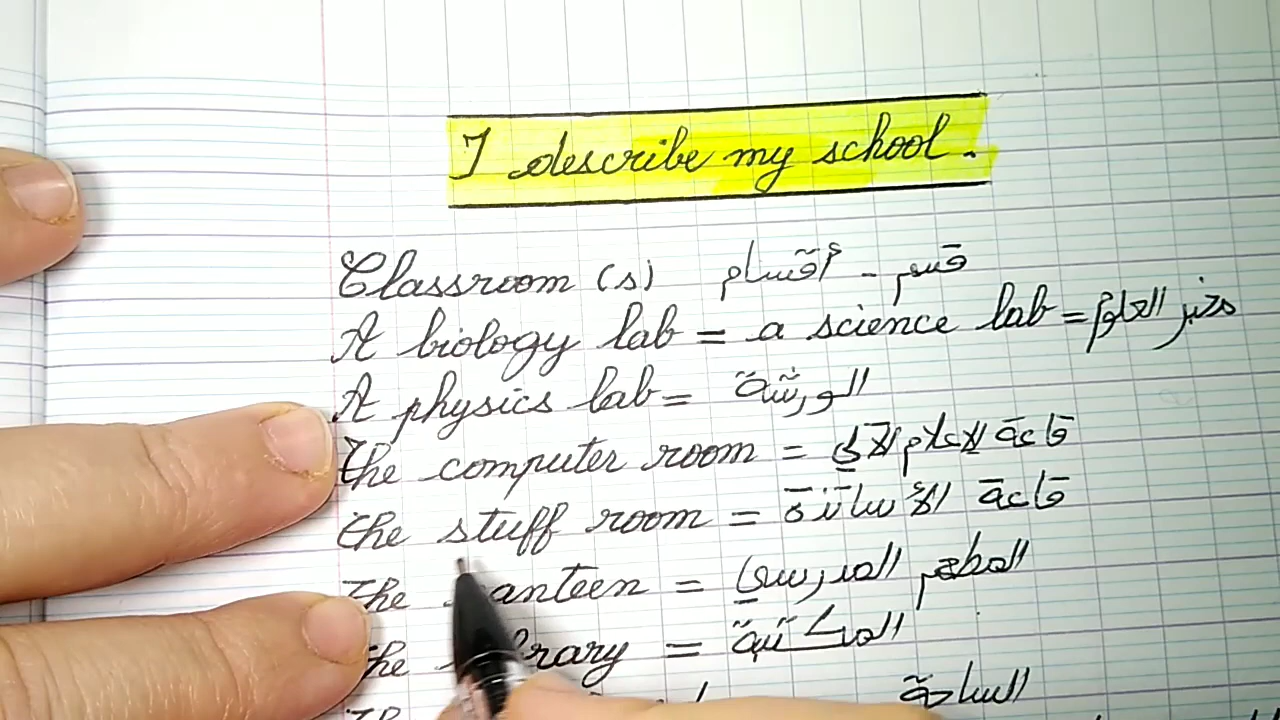 I describe my school.
Classroom (s) قسم - أقسام
A biology lab = a science lab = مخبر العلوم
A physics lab = الورشة
The computer room = قاعة الإعلام الآلي
The stuff room = قاعة الأساتذة
The canteen = المطعم المدرسي
The library = المكتبة
The الساحة